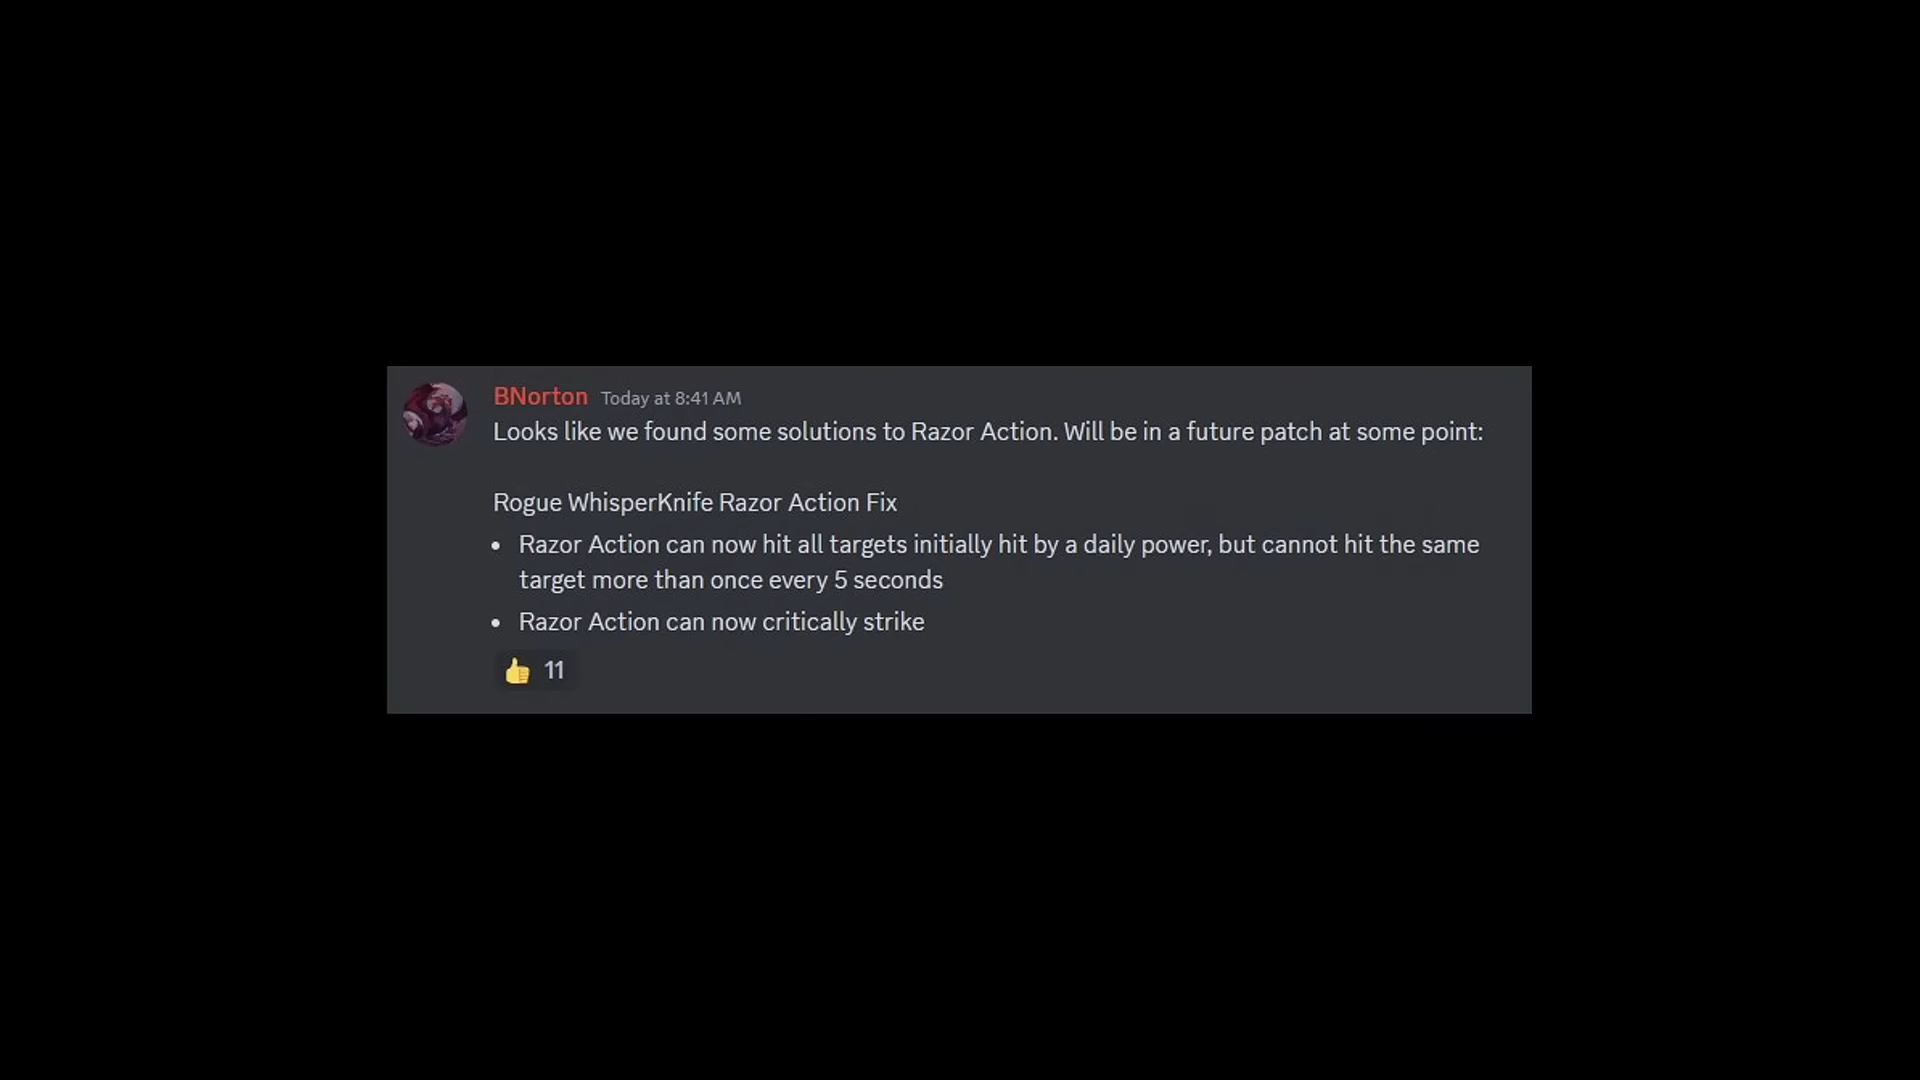 BNorton Today at 8:41 AM
Looks like we found some solutions to Razor Action. Will be in a future patch at some point:
Rogue WhisperKnife Razor Action Fix
• Razor Action can now hit all targets initially hit by a daily power, but cannot hit the same
target more than once every 5 seconds
• Razor Action can now critically strike
👍 11